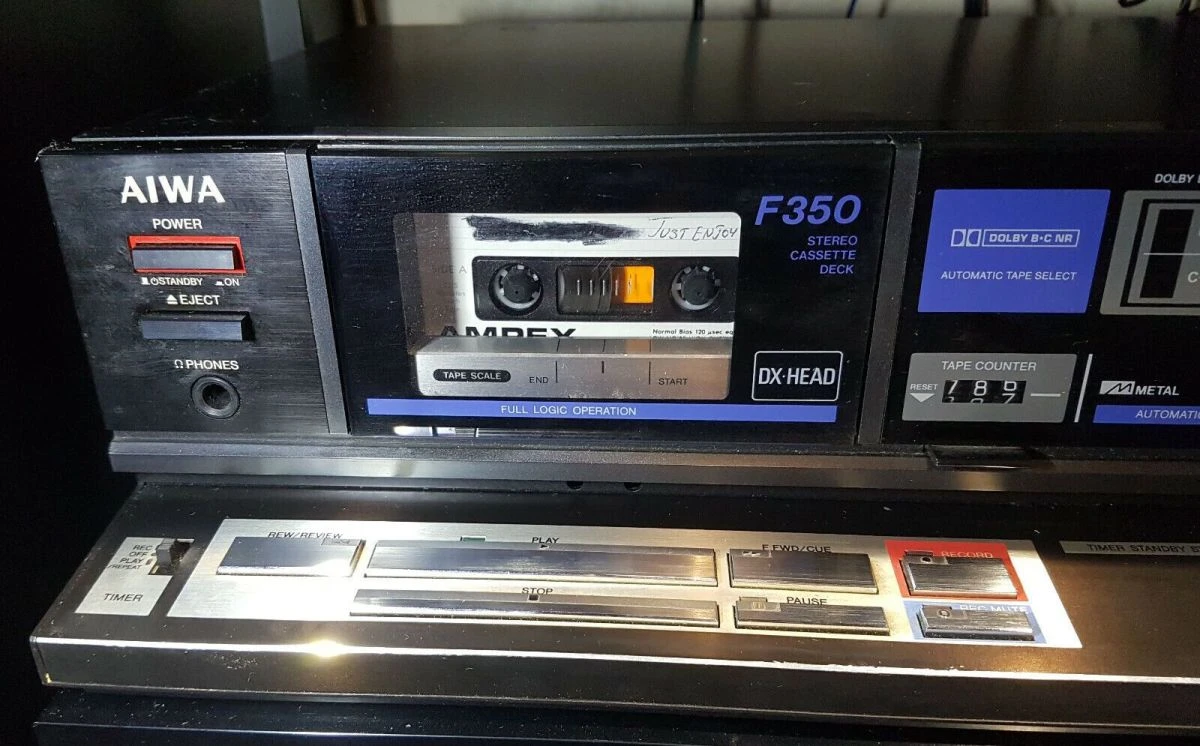 AIWA
POWER
STANDBY ON
EJECT
PHONES
JUST ENJOY
SIDE A
AMPEX
Normal Bias 120 μsec eq
TAPE SCALE
END
START
FULL LOGIC OPERATION
F350
STEREO
CASSETTE
DECK
DX·HEAD
DOLBY B·C NR
AUTOMATIC TAPE SELECT
DOLBY
C
TAPE COUNTER
RESET
METAL
REC
OFF
PLAY
/REPEAT
TIMER
REW/REVIEW
PLAY
F FWD/CUE
RECORD
STOP
PAUSE
REC MUTE
TIMER STANDBY